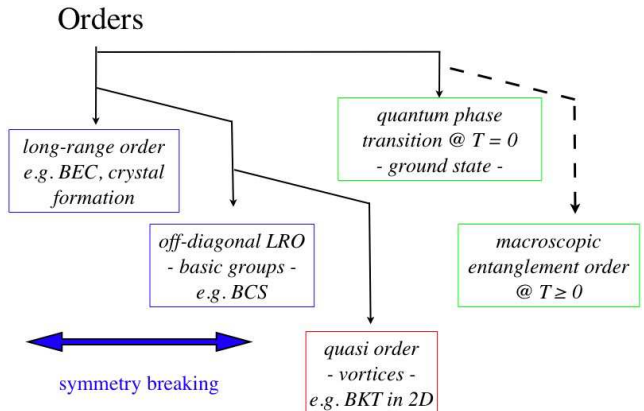 Orders
long-range order
e.g. BEC, crystal
formation
quantum phase
transition @ T = 0
- ground state -
off-diagonal LRO
- basic groups -
e.g. BCS
macroscopic
entanglement order
@ T ≥ 0
symmetry breaking
quasi order
- vortices -
e.g. BKT in 2D